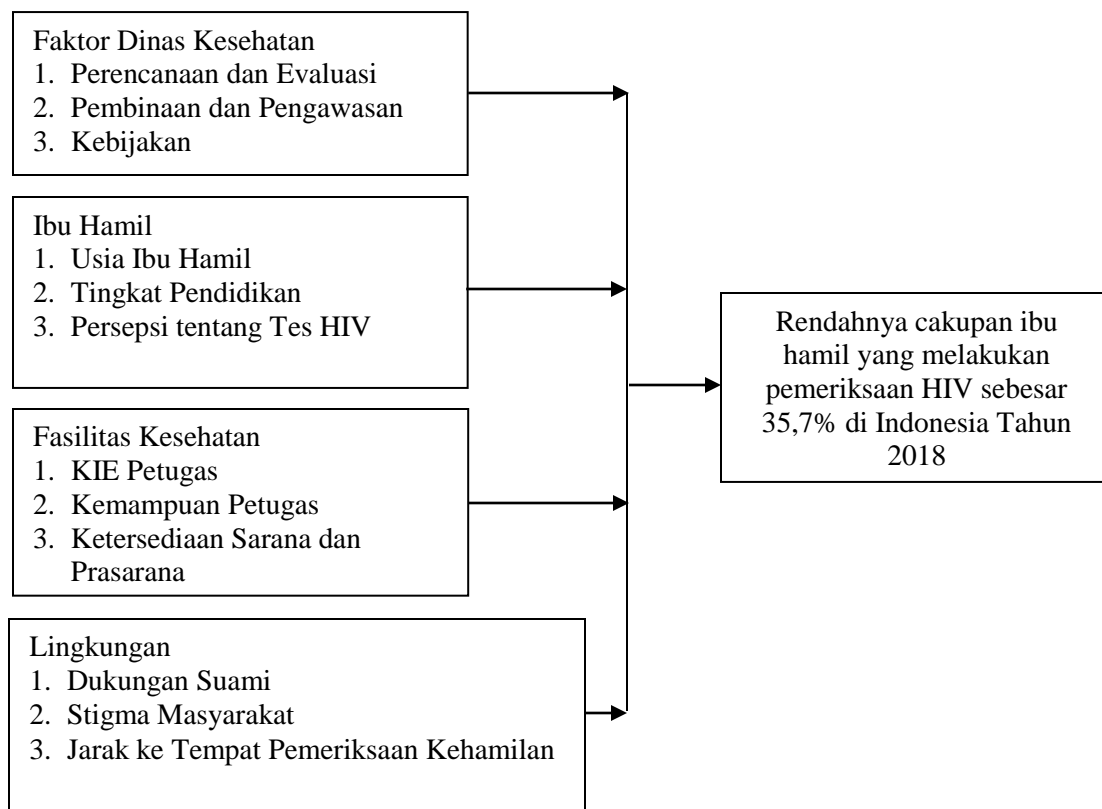 Faktor Dinas Kesehatan
1. Perencanaan dan Evaluasi
2. Pembinaan dan Pengawasan
3. Kebijakan
Ibu Hamil
1. Usia Ibu Hamil
2. Tingkat Pendidikan
3. Persepsi tentang Tes HIV
Fasilitas Kesehatan
1. KIE Petugas
2. Kemampuan Petugas
3. Ketersediaan Sarana dan
Prasarana
Lingkungan
1. Dukungan Suami
2. Stigma Masyarakat
3. Jarak ke Tempat Pemeriksaan Kehamilan
Rendahnya cakupan ibu
hamil yang melakukan
pemeriksaan HIV sebesar
35,7% di Indonesia Tahun
2018